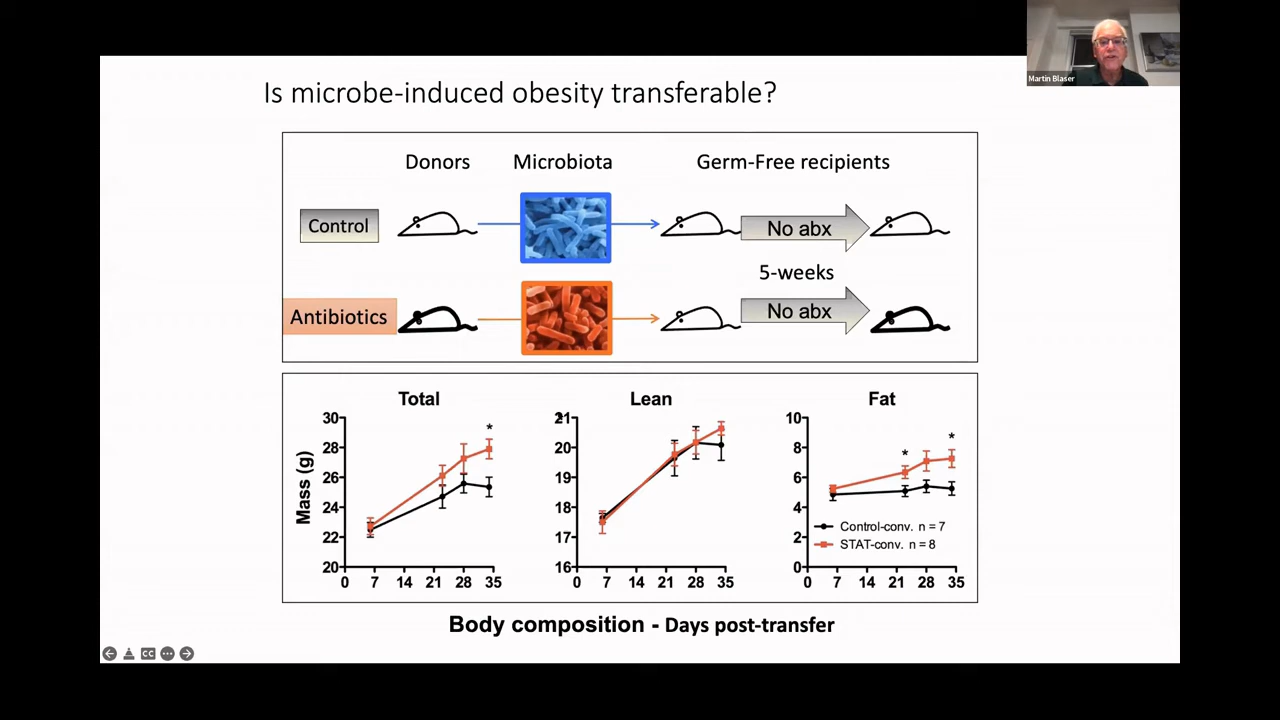 Martin Blaser
Is microbe-induced obesity transferable?
Donors Microbiota Germ-Free recipients
Control
No abx
5-weeks
Antibiotics
No abx
Total
Lean
Fat
Mass (g)
30
28
26
24
22
20
0 7 14 21 28 35
*
21
20
19
18
17
16
0 7 14 21 28 35
10
8
6
4
2
0
0 7 14 21 28 35
*
*
Control-conv. n = 7
STAT-conv. n = 8
Body composition - Days post-transfer
CC